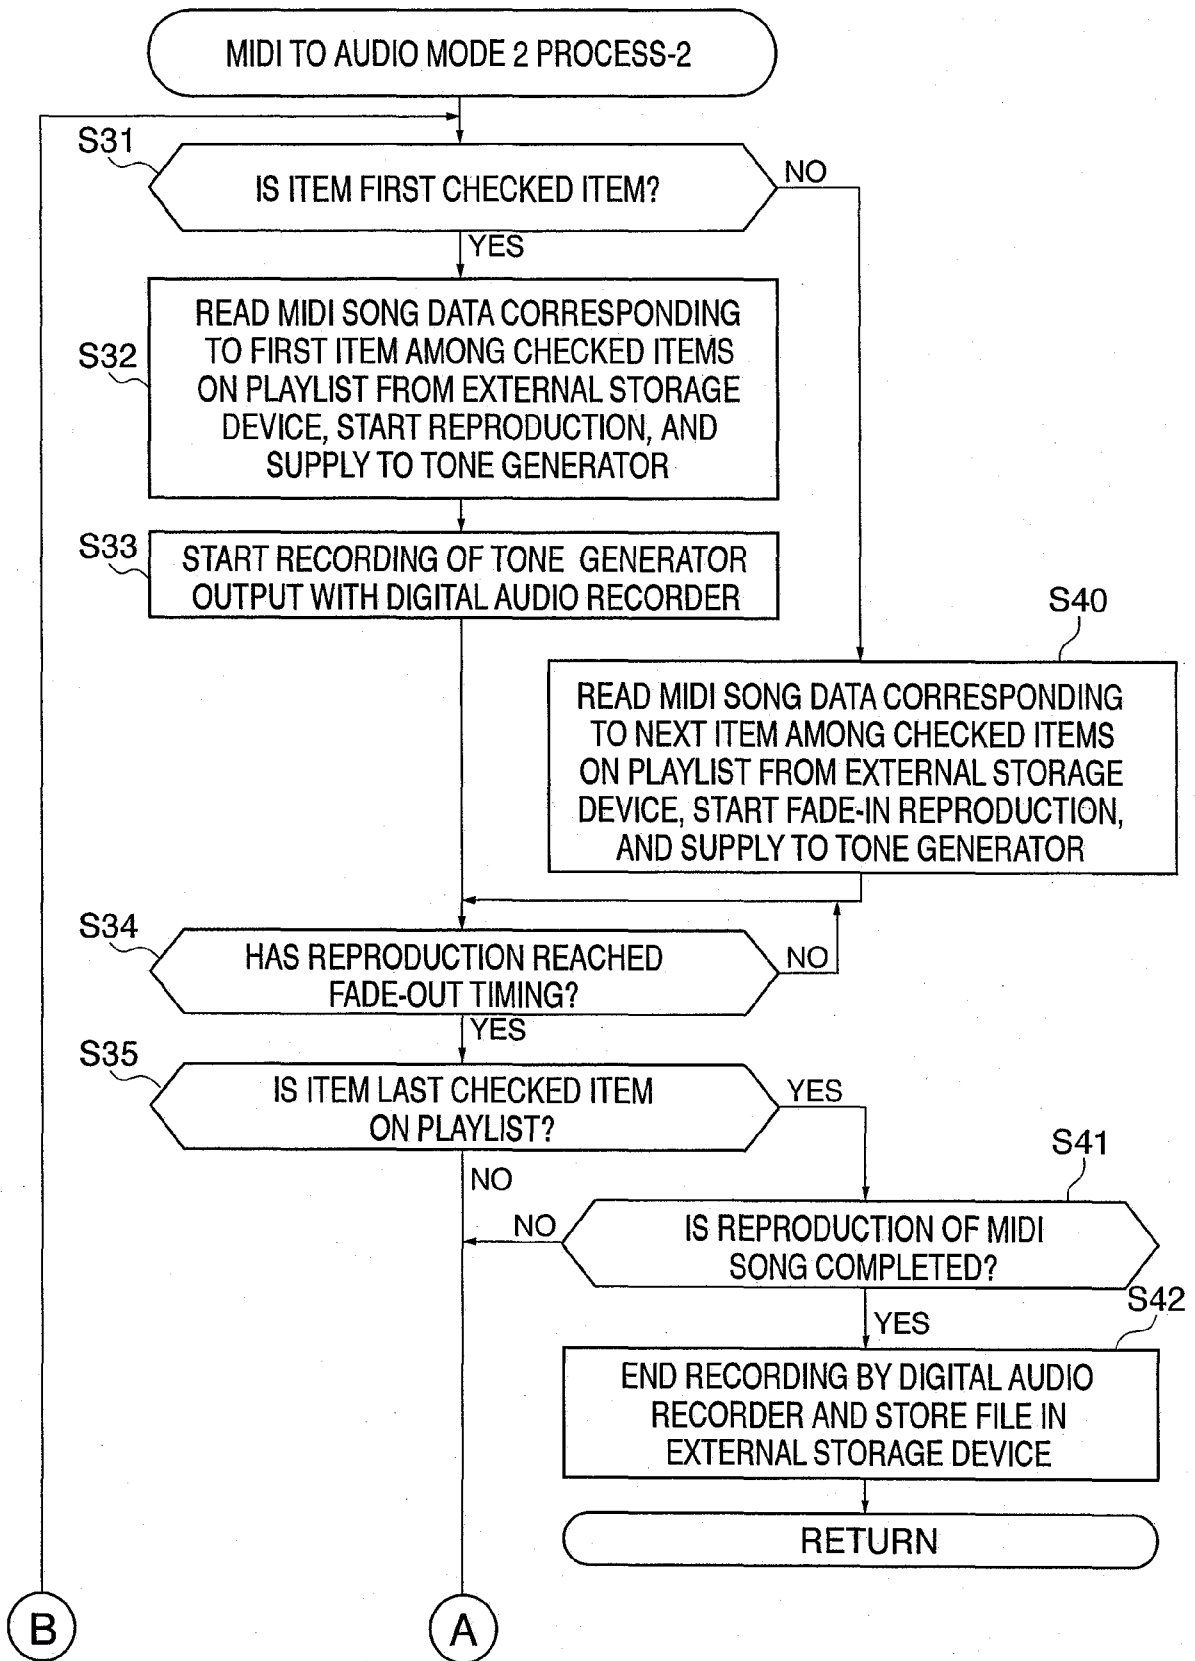 MIDI TO AUDIO MODE 2 PROCESS-2
S31
IS ITEM FIRST CHECKED ITEM?
NO
YES
S32
READ MIDI SONG DATA CORRESPONDING
TO FIRST ITEM AMONG CHECKED ITEMS
ON PLAYLIST FROM EXTERNAL STORAGE
DEVICE, START REPRODUCTION, AND
SUPPLY TO TONE GENERATOR
S33
START RECORDING OF TONE GENERATOR
OUTPUT WITH DIGITAL AUDIO RECORDER
S40
READ MIDI SONG DATA CORRESPONDING
TO NEXT ITEM AMONG CHECKED ITEMS
ON PLAYLIST FROM EXTERNAL STORAGE
DEVICE, START FADE-IN REPRODUCTION,
AND SUPPLY TO TONE GENERATOR
S34
HAS REPRODUCTION REACHED
FADE-OUT TIMING?
NO
YES
S35
IS ITEM LAST CHECKED ITEM
ON PLAYLIST?
YES
NO
S41
IS REPRODUCTION OF MIDI
SONG COMPLETED?
NO
YES
S42
END RECORDING BY DIGITAL AUDIO
RECORDER AND STORE FILE IN
EXTERNAL STORAGE DEVICE
RETURN
B
A